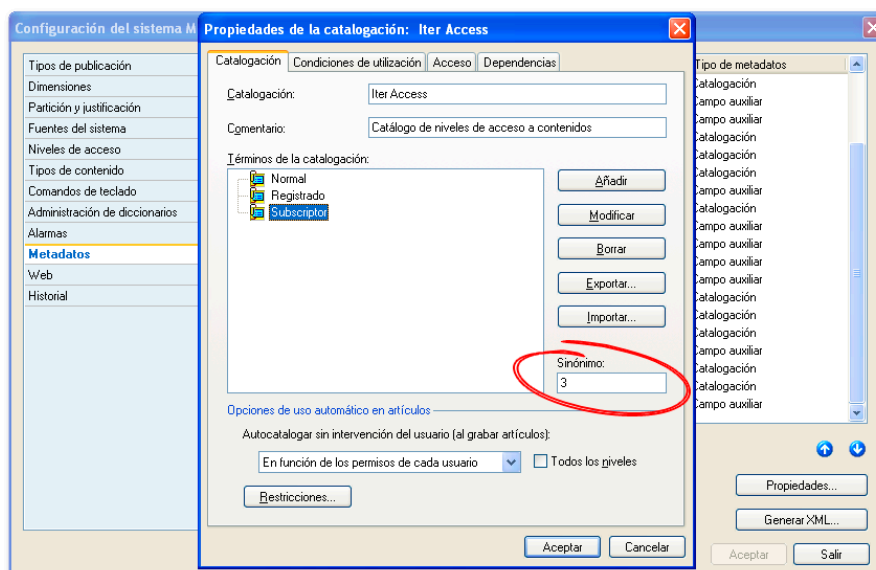 Configuración del sistema M
Propiedades de la catalogación: Iter Access
Tipos de publicación
Dimensiones
Partición y justificación
Fuentes del sistema
Niveles de acceso
Tipos de contenido
Comandos de teclado
Administración de diccionarios
Alarmas
Metadatos
Web
Historial
Catalogación
Condiciones de utilización
Acceso
Dependencias
Catalogación:
Iter Access
Comentario:
Catálogo de niveles de acceso a contenidos
Términos de la catalogación:
Normal
Registrado
Subscriptor
Añadir
Modificar
Borrar
Exportar...
Importar...
Sinónimo:
3
Opciones de uso automático en artículos
Autocatalogar sin intervención del usuario (al grabar artículos):
En función de los permisos de cada usuario
Todos los niveles
Restricciones...
Aceptar
Cancelar
Tipo de metadatos
Catalogación
Campo auxiliar
Campo auxiliar
Catalogación
Catalogación
Catalogación
Campo auxiliar
Catalogación
Campo auxiliar
Campo auxiliar
Campo auxiliar
Campo auxiliar
Catalogación
Catalogación
Catalogación
Campo auxiliar
Catalogación
Catalogación
Campo auxiliar
Propiedades...
Generar XML...
Aceptar
Salir